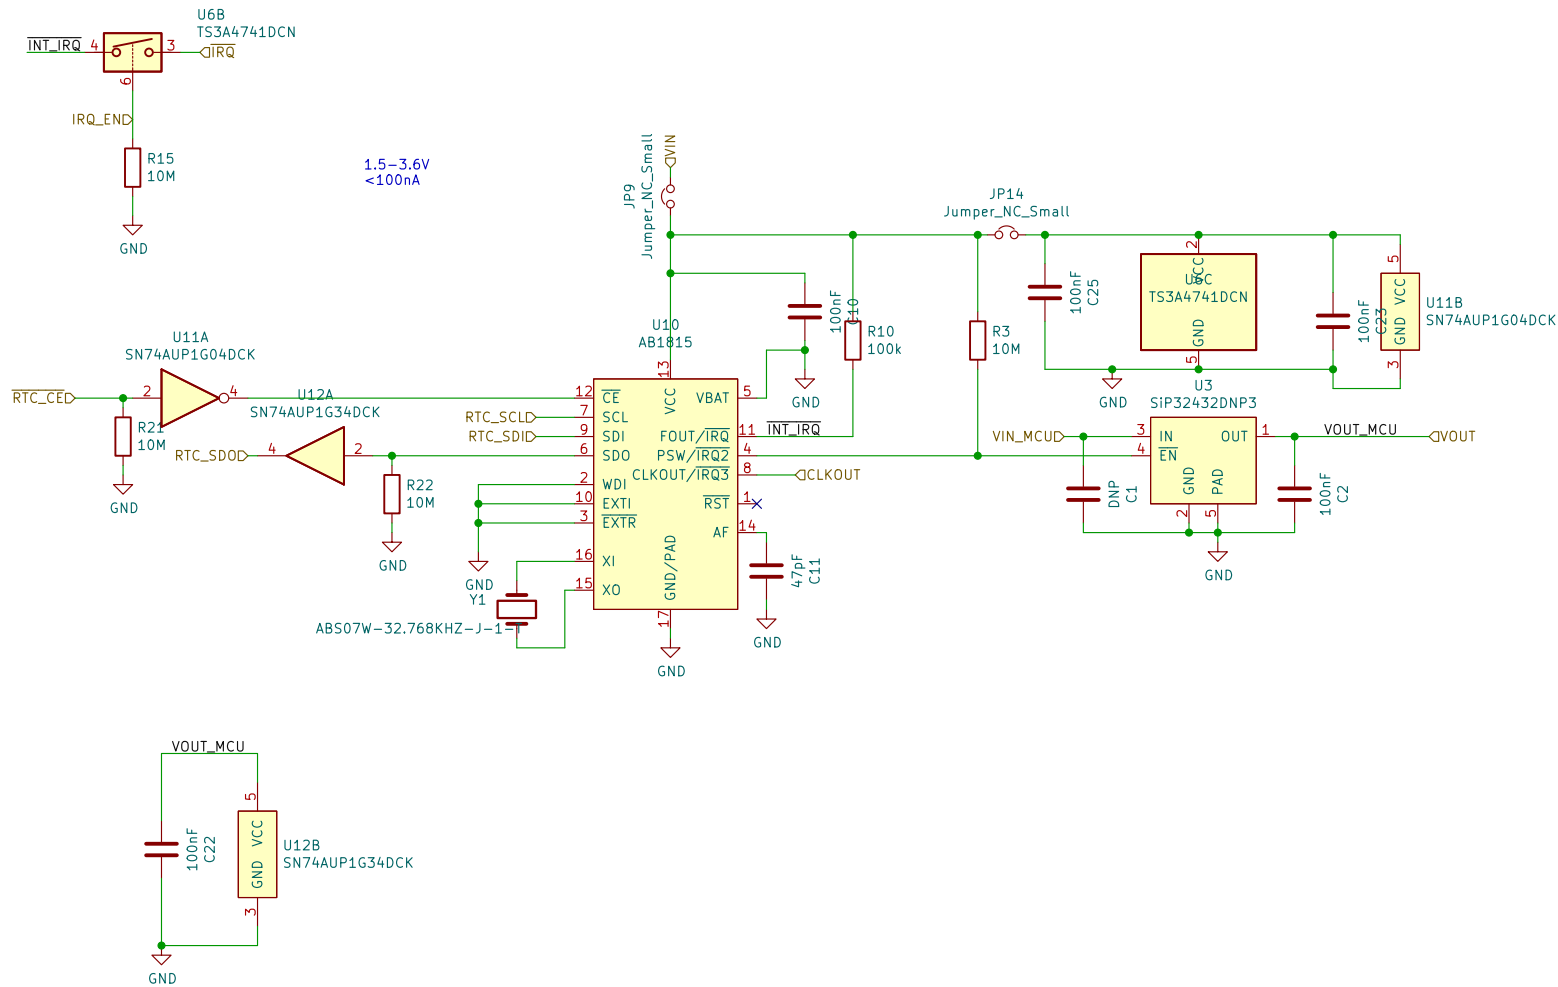 U6B
TS3A4741DCN
INT_IRQ
4
3
IRQ
6
IRQ_EN
R15
10M
GND
1.5-3.6V
<100nA
VIN
JP9
Jumper_NC_Small
JP14
Jumper_NC_Small
100nF
C10
R10
100k
R3
10M
100nF
C25
2
VCC
U6C
TS3A4741DCN
GND
5
100nF
C23
5
VCC
GND
3
U11B
SN74AUP1G04DCK
GND
GND
U11A
SN74AUP1G04DCK
RTC_CE
2
4
R21
10M
GND
U12A
SN74AUP1G34DCK
RTC_SDO
4
2
R22
10M
GND
U10
AB1815
13
VCC
12
CE
VBAT
5
RTC_SCL
7
SCL
RTC_SDI
9
SDI
FOUT/IRQ
11
INT_IRQ
6
SDO
PSW/IRQ2
4
CLKOUT/IRQ3
8
CLKOUT
2
WDI
10
EXTI
RST
1
3
EXTR
AF
14
16
XI
15
XO
GND/PAD
17
GND
GND
Y1
ABS07W-32.768KHZ-J-1-T
47pF
C11
GND
U3
SiP32432DNP3
VIN_MCU
3
IN
OUT
1
VOUT_MCU
VOUT
4
EN
GND
PAD
2
5
DNP
C1
100nF
C2
GND
VOUT_MCU
5
VCC
GND
3
100nF
C22
U12B
SN74AUP1G34DCK
GND